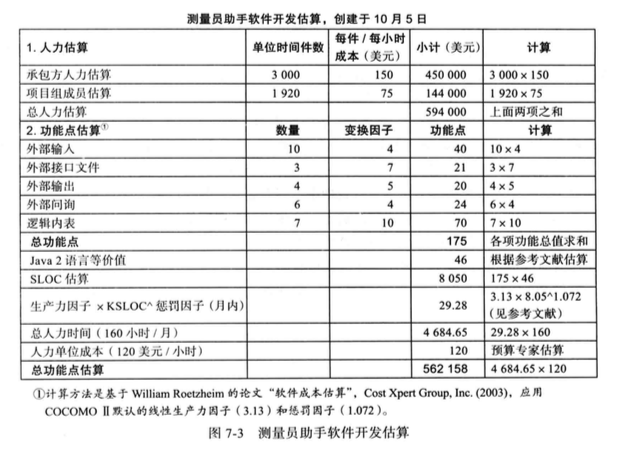 测量员助手软件开发估算，创建于 10 月 5 日
1. 人力估算 单位时间件数 每件/每小时成本（美元） 小计（美元） 计算
承包方人力估算 3 000 150 450 000 3 000 × 150
项目组成员估算 1 920 75 144 000 1 920 × 75
总人力估算 594 000 上面两项之和
2. 功能点估算① 数量 变换因子 功能点 计算
外部输入 10 4 40 10 × 4
外部接口文件 3 7 21 3 × 7
外部输出 4 5 20 4 × 5
外部问询 6 4 24 6 × 4
逻辑内表 7 10 70 7 × 10
总功能点 175 各项功能总值求和
Java 2 语言等价值 46 根据参考文献估算
SLOC 估算 8 050 175 × 46
生产力因子 ×KSLOC^ 惩罚因子（月内） 29.28 3.13 × 8.05^1.072（见参考文献）
总人力时间（160 小时 / 月） 4 684.65 29.28 × 160
人力单位成本（120 美元 / 小时） 120 预算专家估算
总功能点估算 562 158 4 684.65 × 120
①计算方法是基于 William Roetzheim 的论文“软件成本估算”，Cost Xpert Group, Inc. (2003)，应用
COCOMO Ⅱ默认的线性生产力因子（3.13）和惩罚因子（1.072）。
图 7-3 测量员助手软件开发估算